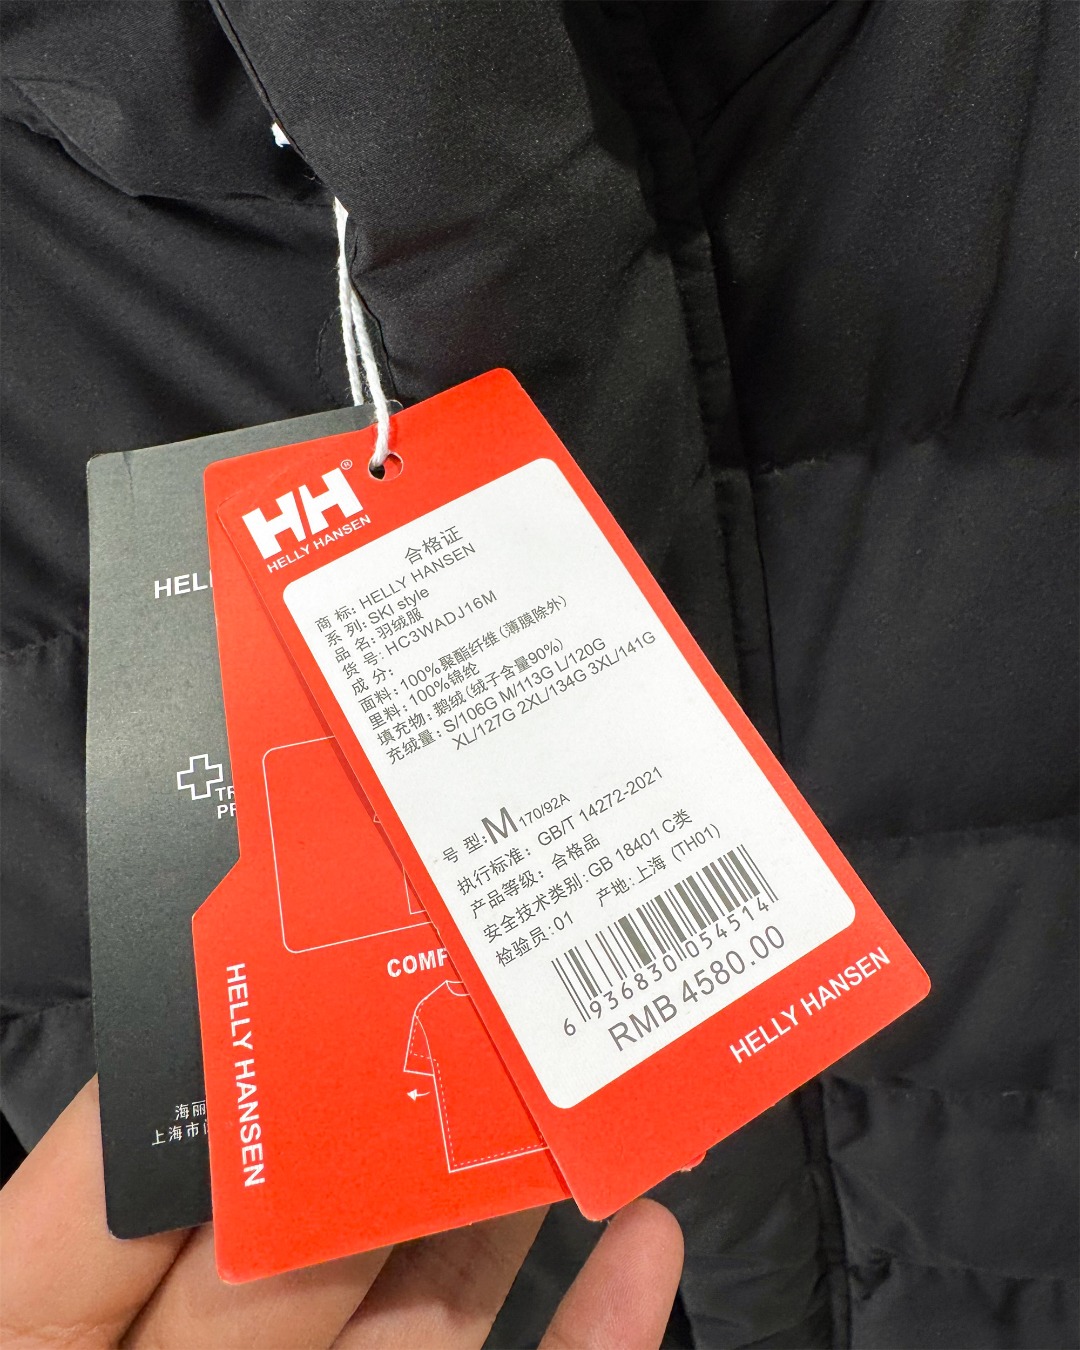 HH®
HELLY HANSEN
合格证
商 标: HELLY HANSEN
系 列: SKI style
品 名: 羽绒服
货 号: HC3WADJ16M
成 分:
面料: 100%聚酯纤维(薄膜除外)
里料: 100%锦纶
填充物: 鹅绒(绒子含量90%)
充绒量: S/106G M/113G L/120G
XL/127G 2XL/134G 3XL/141G
号 型: M 170/92A
执行标准: GB/T 14272-2021
产品等级: 合格品
安全技术类别: GB 18401 C类
检验员: 01 产地: 上海 (TH01)
6 936830 054514
RMB 4580.00
HELLY HANSEN
COMF
HELLY HANSEN
HELL
TR
PR
海丽
上海市